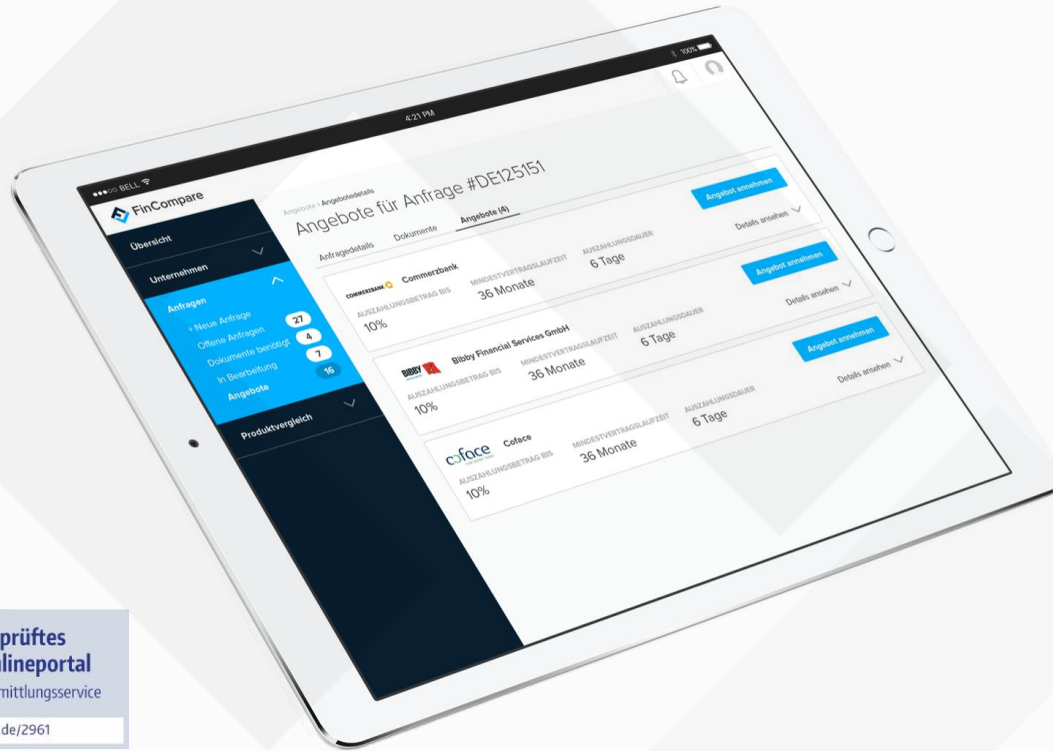 BELL
4:21 PM
100%
FinCompare
Übersicht
Unternehmen
Anfragen
+ Neue Anfrage
Offene Anfragen 27
Dokumente benötigt 4
In Bearbeitung 7
Angebote 16
Produktvergleich
Angebote > Angebotedetails
Angebote für Anfrage #DE125151
Anfragedetails Dokumente Angebote (4)
COMMERZBANK Commerzbank
AUSZAHLUNGSBETRAG BIS MINDESTVERTRAGSLAUFZEIT AUSZAHLUNGSDAUER
10% 36 Monate 6 Tage
Angebot annehmen
Details ansehen
BIBBY Bibby Financial Services GmbH
AUSZAHLUNGSBETRAG BIS MINDESTVERTRAGSLAUFZEIT AUSZAHLUNGSDAUER
10% 36 Monate 6 Tage
Angebot annehmen
Details ansehen
coface Coface
AUSZAHLUNGSBETRAG BIS MINDESTVERTRAGSLAUFZEIT AUSZAHLUNGSDAUER
10% 36 Monate 6 Tage
Angebot annehmen
Details ansehen
prüftes
lineportal
mittlungsservice
de/2961